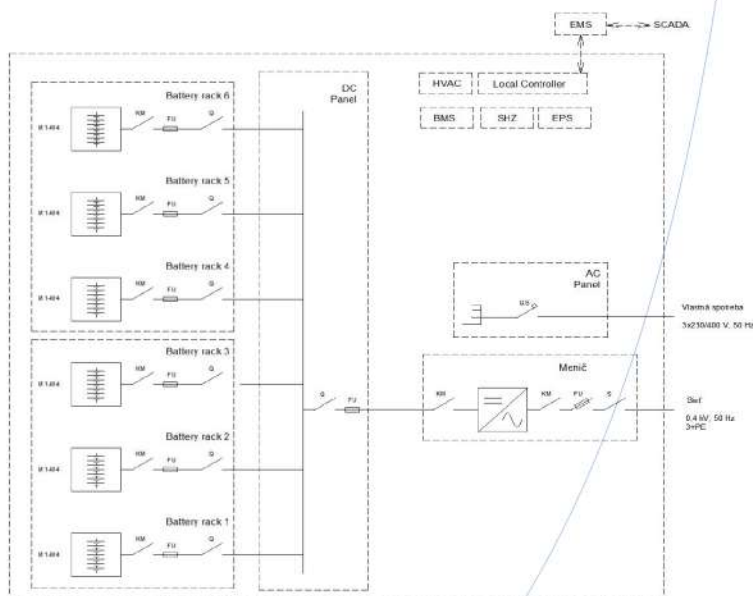 EMS
SCADA
DC
Panel
HVAC
Local Controller
BMS
SHZ
EPS
Battery rack 6
KM
FU
Q
Battery rack 5
KM
FU
Q
Battery rack 4
KM
FU
Q
Battery rack 3
KM
FU
Q
Battery rack 2
KM
FU
Q
Battery rack 1
KM
FU
Q
Q
FU
AC
Panel
Vlastná spotreba
3x230/400 V, 50 Hz
Menič
KM
KM
FU
S
Sieť
0,4 kV, 50 Hz
3+PE